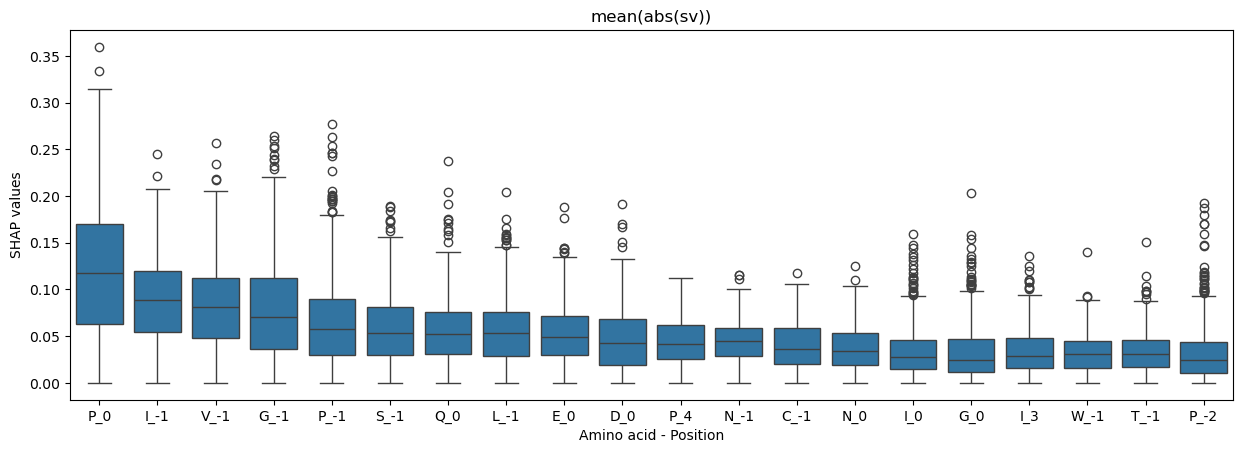 mean(abs(sv))
SHAP values
0.35
0.30
0.25
0.20
0.15
0.10
0.05
0.00
P_0 I_-1 V_-1 G_-1 P_-1 S_-1 Q_0 L_-1 E_0 D_0 P_4 N_-1 C_-1 N_0 I_0 G_0 I_3 W_-1 T_-1 P_-2
Amino acid - Position